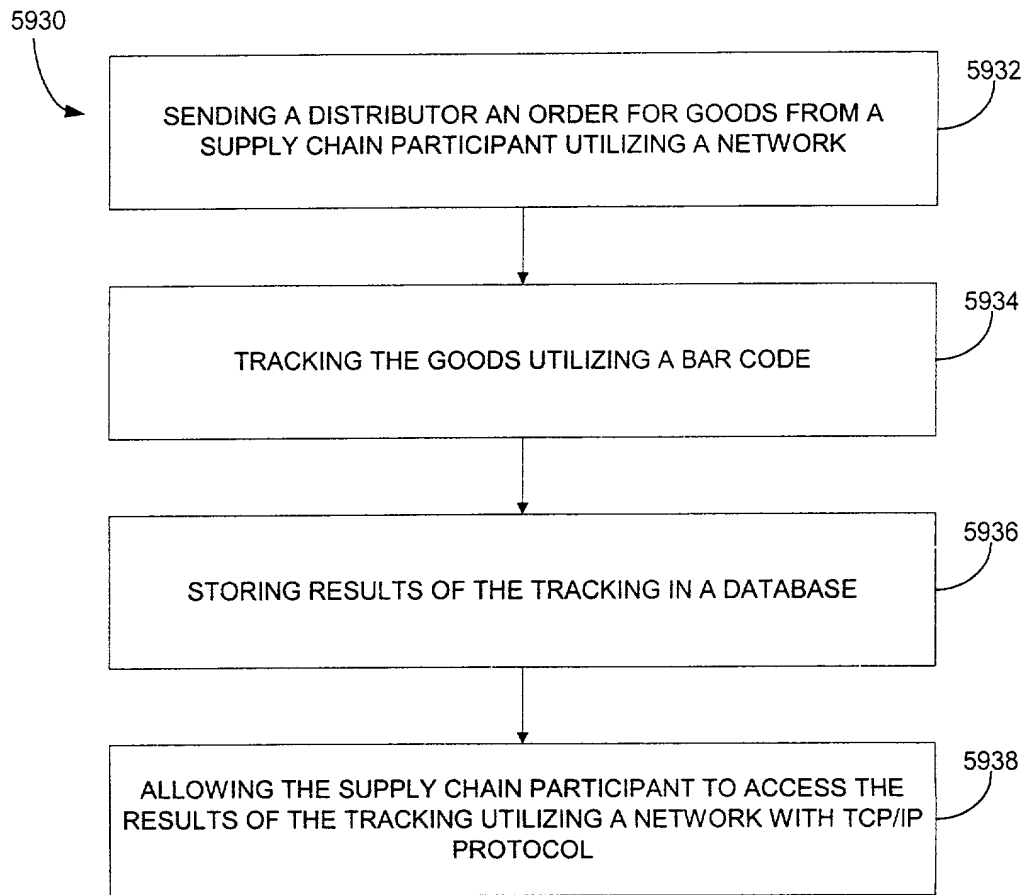 5930
5932
SENDING A DISTRIBUTOR AN ORDER FOR GOODS FROM A
SUPPLY CHAIN PARTICIPANT UTILIZING A NETWORK
5934
TRACKING THE GOODS UTILIZING A BAR CODE
5936
STORING RESULTS OF THE TRACKING IN A DATABASE
5938
ALLOWING THE SUPPLY CHAIN PARTICIPANT TO ACCESS THE
RESULTS OF THE TRACKING UTILIZING A NETWORK WITH TCP/IP
PROTOCOL